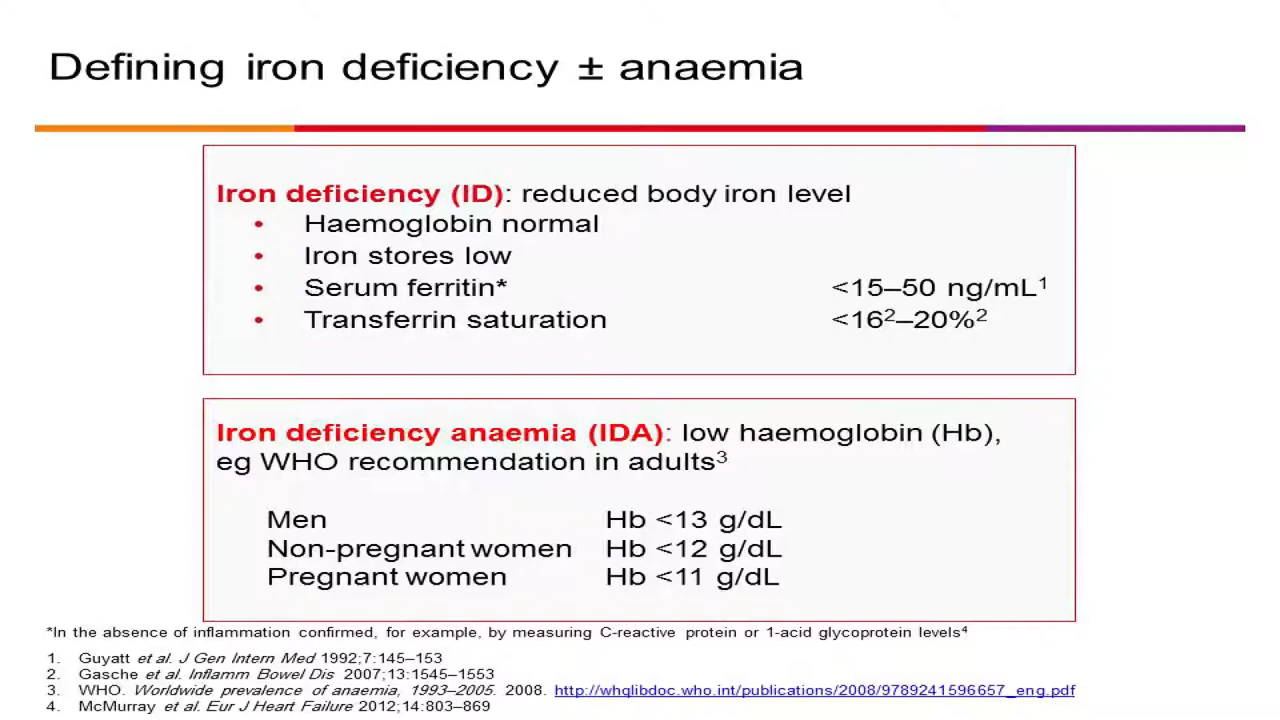 Defining iron deficiency ± anaemia
Iron deficiency (ID): reduced body iron level
• Haemoglobin normal
• Iron stores low
• Serum ferritin* <15–50 ng/mL¹
• Transferrin saturation <16²–20%²
Iron deficiency anaemia (IDA): low haemoglobin (Hb),
eg WHO recommendation in adults³
Men Hb <13 g/dL
Non-pregnant women Hb <12 g/dL
Pregnant women Hb <11 g/dL
*In the absence of inflammation confirmed, for example, by measuring C-reactive protein or 1-acid glycoprotein levels⁴
1. Guyatt et al. J Gen Intern Med 1992;7:145–153
2. Gasche et al. Inflamm Bowel Dis 2007;13:1545–1553
3. WHO. Worldwide prevalence of anaemia, 1993–2005. 2008. http://whqlibdoc.who.int/publications/2008/9789241596657_eng.pdf
4. McMurray et al. Eur J Heart Failure 2012;14:803–869